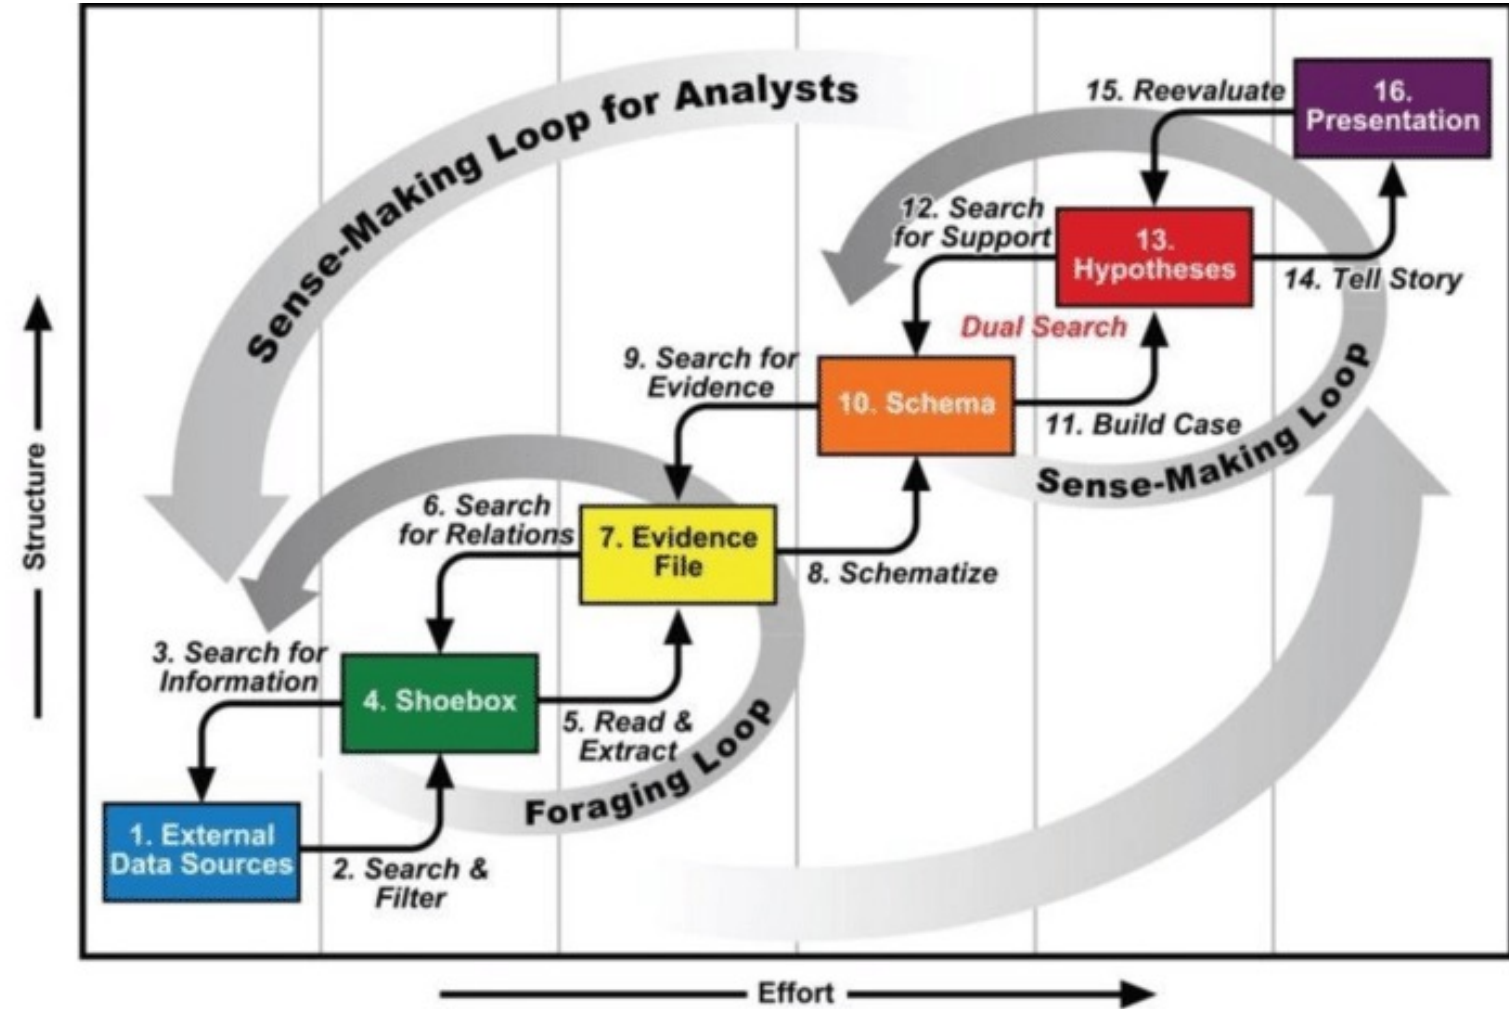 Sense-Making Loop for Analysts
15. Reevaluate
16.
Presentation
12. Search
for Support
13.
Hypotheses
14. Tell Story
Dual Search
9. Search for
Evidence
10. Schema
11. Build Case
Sense-Making Loop
6. Search
for Relations
7. Evidence
File
8. Schematize
3. Search for
Information
4. Shoebox
5. Read &
Extract
Foraging Loop
1. External
Data Sources
2. Search &
Filter
Structure
Effort